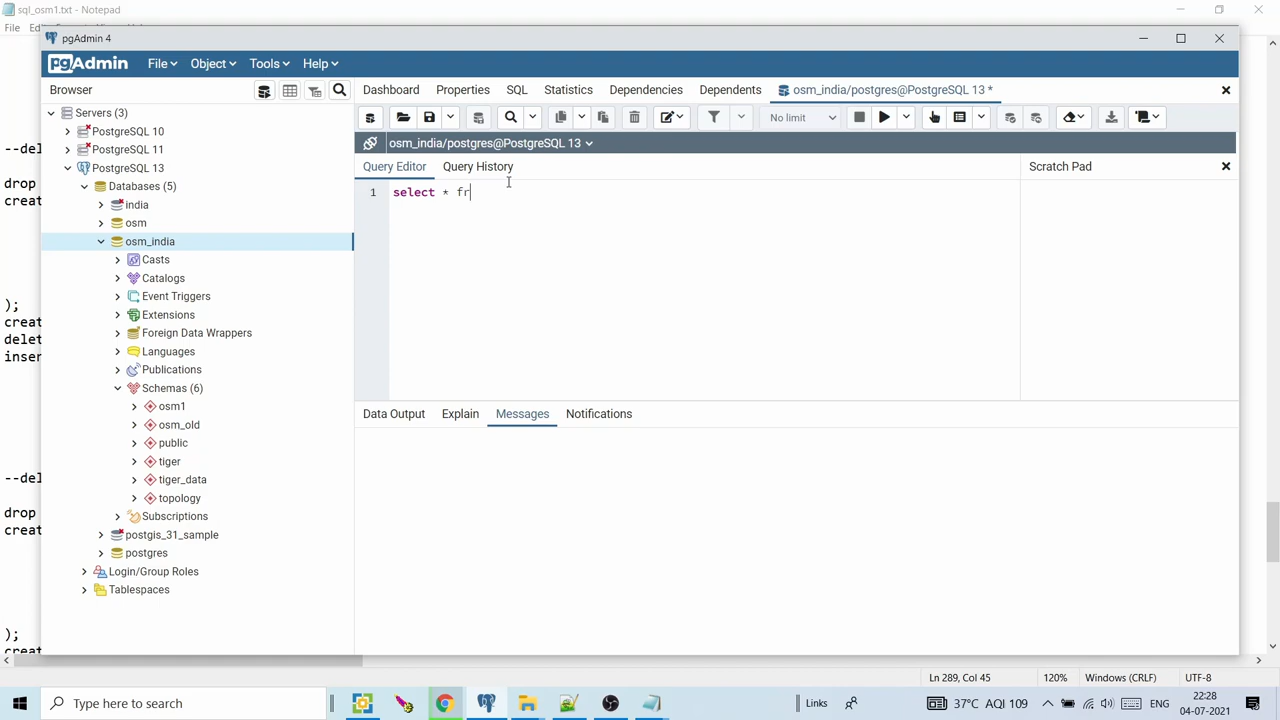 sql_osm1.txt - Notepad
File
pgAdmin 4
pgAdmin File Object Tools Help
Browser
Dashboard Properties SQL Statistics Dependencies Dependents osm_india/postgres@PostgreSQL 13 *
No limit
osm_india/postgres@PostgreSQL 13
Query Editor Query History
Scratch Pad
1 select * fr
Servers (3)
PostgreSQL 10
PostgreSQL 11
PostgreSQL 13
Databases (5)
india
osm
osm_india
Casts
Catalogs
Event Triggers
Extensions
Foreign Data Wrappers
Languages
Publications
Schemas (6)
osm1
osm_old
public
tiger
tiger_data
topology
Subscriptions
postgis_31_sample
postgres
Login/Group Roles
Tablespaces
Data Output Explain Messages Notifications
--del
drop
creat
);
creat
delet
inser
--del
drop
creat
);
Ln 289, Col 45 120% Windows (CRLF) UTF-8
Type here to search
Links
37°C AQI 109
ENG
22:28
04-07-2021